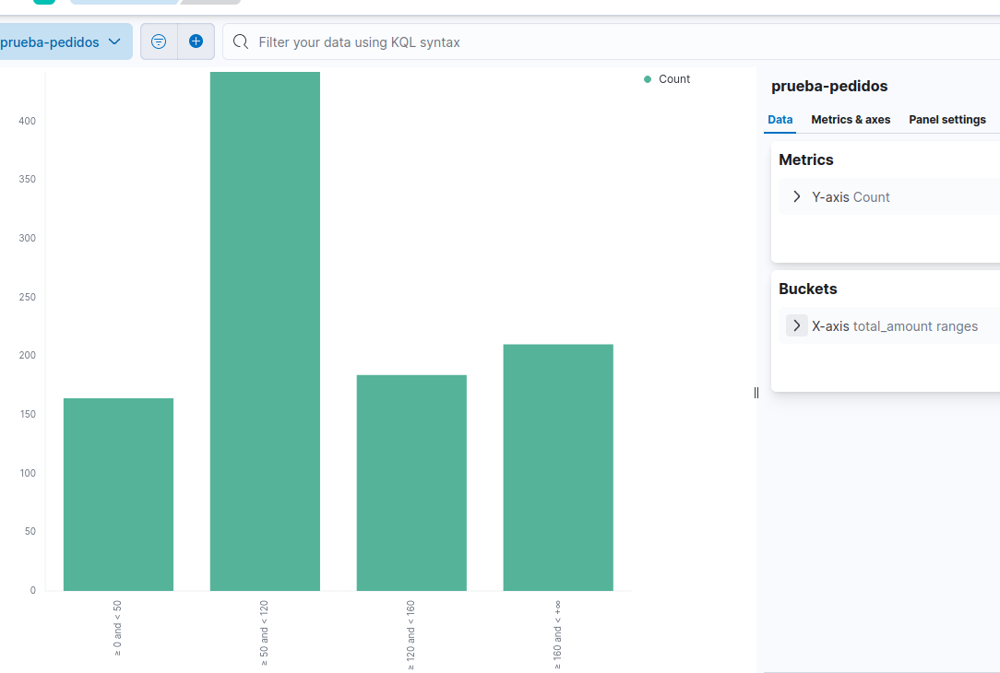 prueba-pedidos
Filter your data using KQL syntax
400
350
300
250
200
150
100
50
0
≥ 0 and < 50
≥ 50 and < 120
≥ 120 and < 160
≥ 160 and < +∞
Count
prueba-pedidos
Data Metrics & axes Panel settings
Metrics
Y-axis Count
Buckets
X-axis total_amount ranges